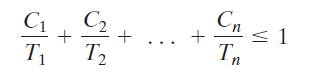 C₁/T₁ + C₂/T₂ + ... + Cₙ/Tₙ ≤ 1